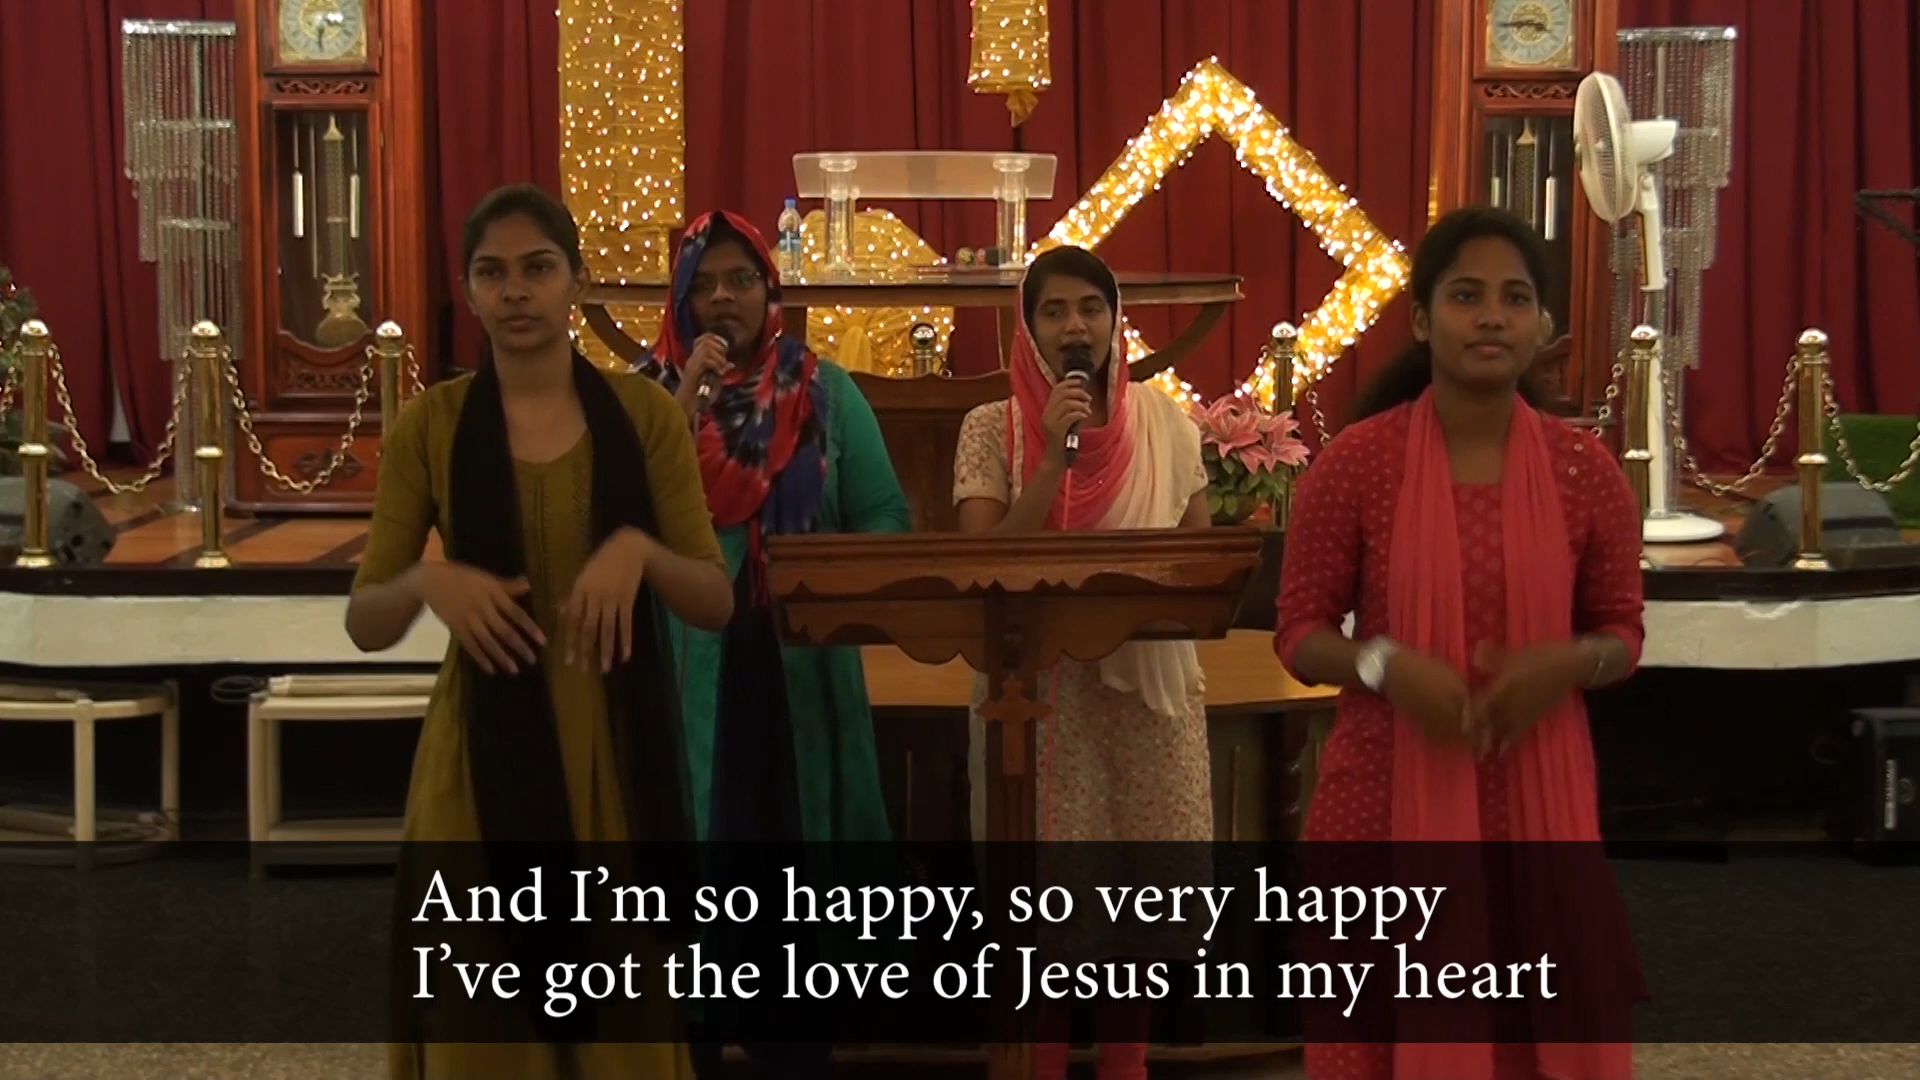 And I’m so happy, so very happy
I’ve got the love of Jesus in my heart